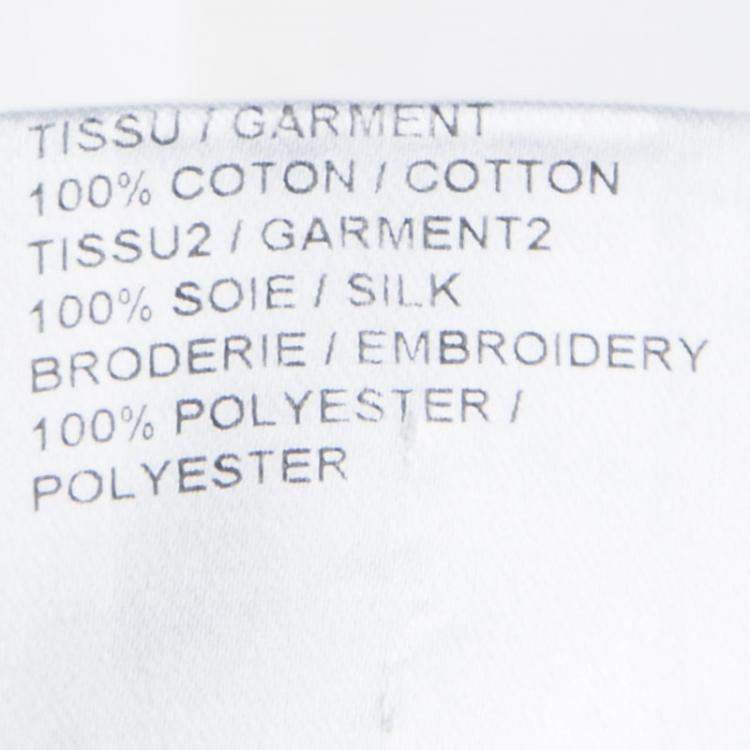 TISSU / GARMENT
100% COTON / COTTON
TISSU2 / GARMENT2
100% SOIE / SILK
BRODERIE / EMBROIDERY
100% POLYESTER /
POLYESTER